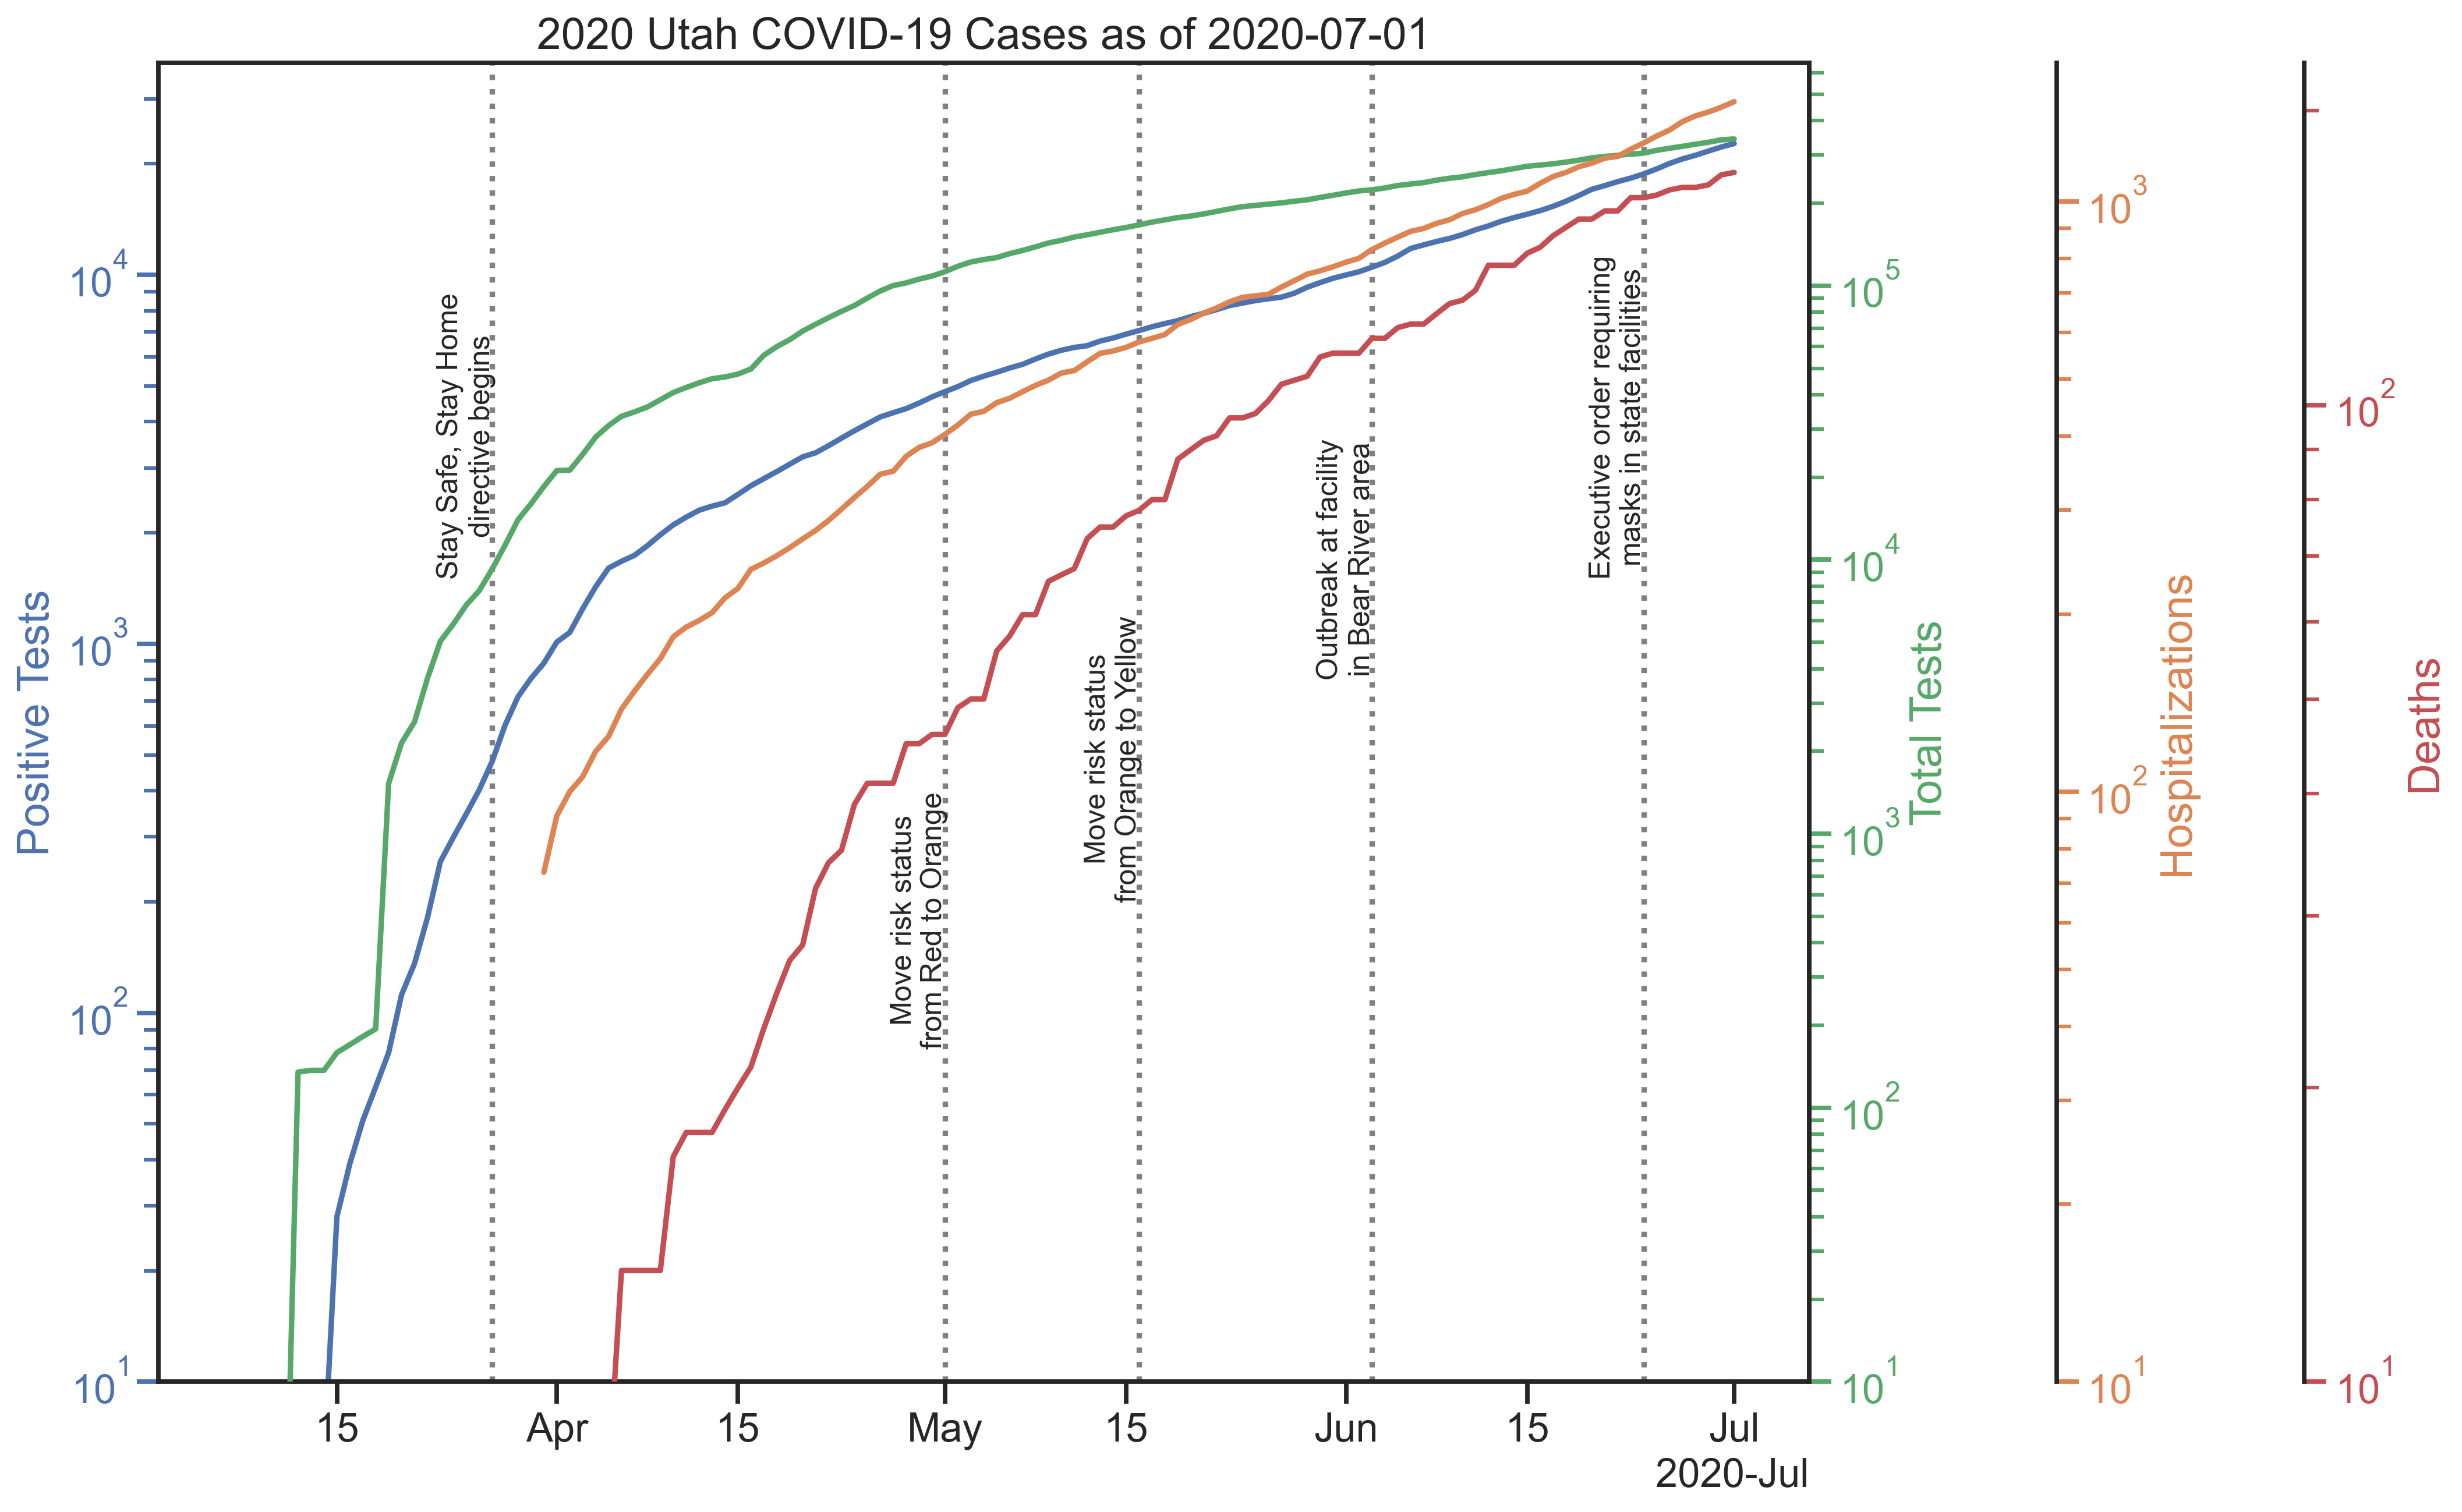 2020 Utah COVID-19 Cases as of 2020-07-01
Positive Tests
10^4
10^3
10^2
10^1
Stay Safe, Stay Home
directive begins
Move risk status
from Red to Orange
Move risk status
from Orange to Yellow
Outbreak at facility
in Bear River area
Executive order requiring
masks in state facilities
10^5
10^4
10^3
10^2
10^1
Total Tests
10^3
10^2
10^1
Hospitalizations
10^2
10^1
Deaths
15 Apr 15 May 15 Jun 15 Jul
2020-Jul